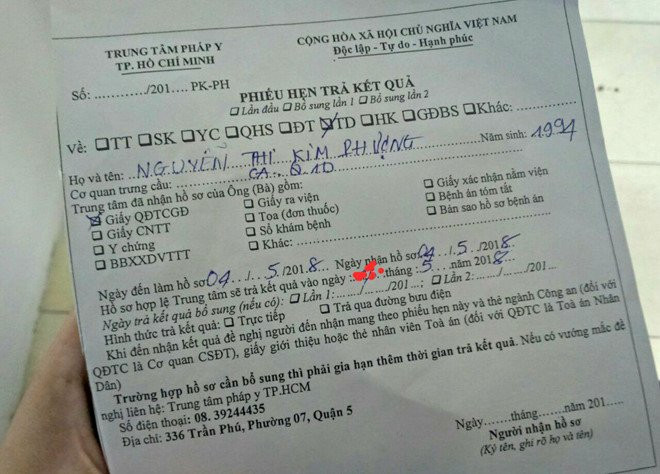 TRUNG TÂM PHÁP Y
TP. HỒ CHÍ MINH
CỘNG HÒA XÃ HỘI CHỦ NGHĨA VIỆT NAM
Độc lập - Tự do - Hạnh phúc
Số: ............/201.... PK-PH
PHIẾU HẸN TRẢ KẾT QUẢ
☐ Lần đầu ☐ Bổ sung lần 1 ☐ Bổ sung lần 2
Về: ☐TT ☐SK ☐YC ☐QHS ☐ĐT ☑TD ☐HK ☐GĐBS ☐Khác: ............
Họ và tên: NGUYỄN THỊ KIM PHƯỢNG Năm sinh: 1991
Cơ quan trưng cầu: CA. Q.10
Trung tâm đã nhận hồ sơ của Ông (Bà) gồm:
☑ Giấy QĐTCGĐ ☐ Giấy ra viện ☐ Giấy xác nhận nằm viện
☐ Giấy CNTT ☐ Toa (đơn thuốc) ☐ Bệnh án tóm tắt
☐ Y chứng ☐ Sổ khám bệnh ☐ Bản sao hồ sơ bệnh án
☐ BBXXDVTTT ☐ Khác: ............
Ngày đến làm hồ sơ 04../..5./2018.. Ngày nhận hồ sơ 04../..5../2018.
Hồ sơ hợp lệ Trung tâm sẽ trả kết quả vào ngày: ...... tháng :5.....năm 2018
Ngày trả kết quả bổ sung (nếu có): ☐ Lần 1:....../....../201...; ☐ Lần 2: ....../....../201...
Hình thức trả kết quả: ☐ Trực tiếp ☐ Trả qua đường bưu điện
Khi đến nhận kết quả đề nghị người đến nhận mang theo phiếu hẹn này và thẻ ngành Công an (đối với
QĐTC là Cơ quan CSĐT), giấy giới thiệu hoặc thẻ nhân viên Toà án (đối với QĐTC là Toà án Nhân
Dân)
Trường hợp hồ sơ cần bổ sung thì phải gia hạn thêm thời gian trả kết quả. Nếu có vướng mắc đề
nghị liên hệ: Trung tâm pháp y TP.HCM
Số điện thoại: 08. 39244435
Địa chỉ: 336 Trần Phú, Phường 07, Quận 5
Ngày......tháng......năm 201....
Người nhận hồ sơ
(Ký tên, ghi rõ họ và tên)